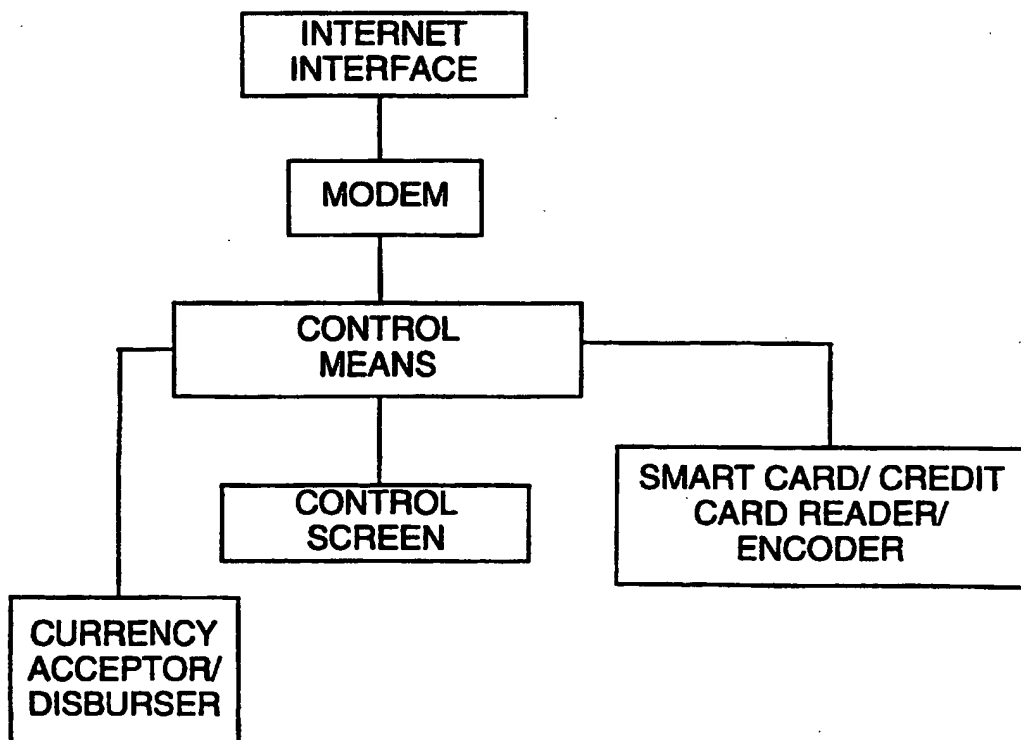 INTERNET
INTERFACE
MODEM
CONTROL
MEANS
CONTROL
SCREEN
SMART CARD/ CREDIT
CARD READER/
ENCODER
CURRENCY
ACCEPTOR/
DISBURSER